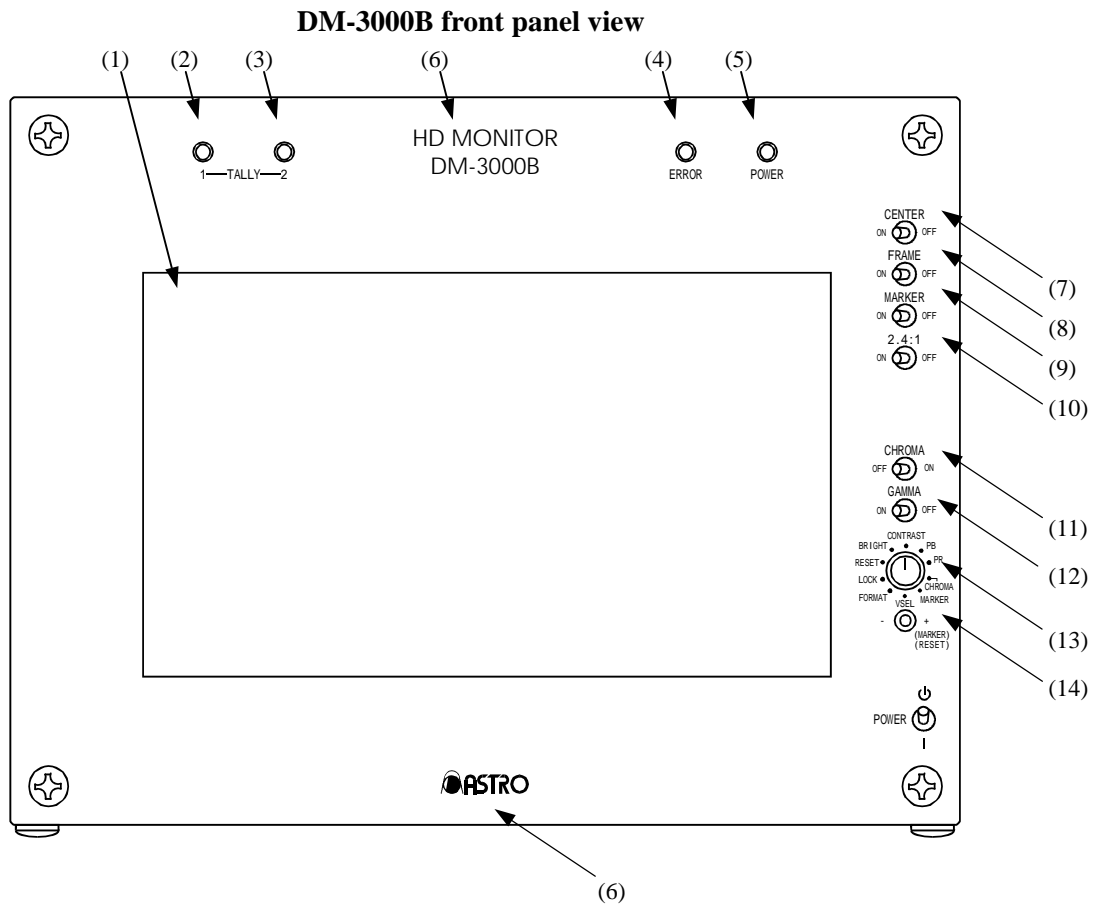 DM-3000B front panel view
(1) (2) (3) (6) (4) (5)
HD MONITOR
DM-3000B
1 TALLY 2
ERROR
POWER
CENTER
ON OFF
FRAME
ON OFF
(7)
MARKER
ON OFF
(8)
2.4:1
ON OFF
(9)
(10)
CHROMA
OFF ON
GAMMA
ON OFF
(11)
CONTRAST
BRIGHT PB
RESET PR
LOCK CHROMA
FORMAT MARKER
VSEL
(12)
- +
(MARKER)
(RESET)
(13)
(14)
POWER
ASTRO
(6)